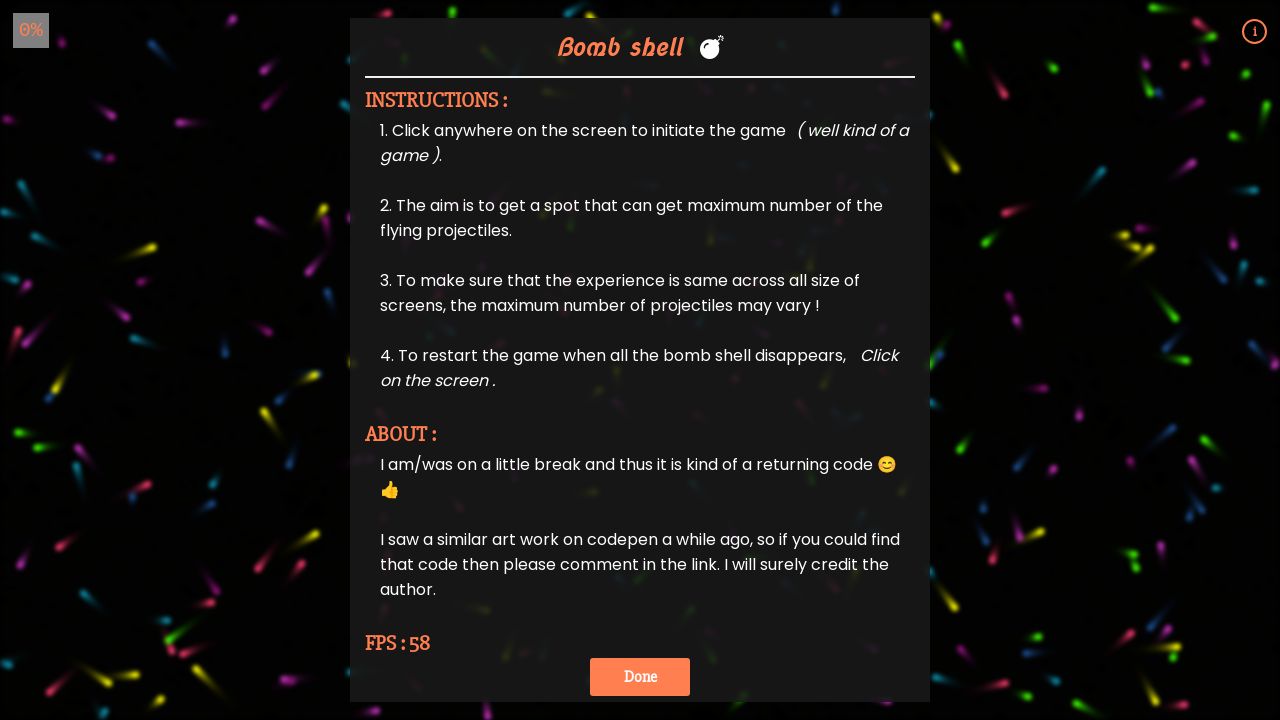 0%
i
Bomb shell 💣
INSTRUCTIONS :
1. Click anywhere on the screen to initiate the game ( well kind of a
game ).
2. The aim is to get a spot that can get maximum number of the
flying projectiles.
3. To make sure that the experience is same across all size of
screens, the maximum number of projectiles may vary !
4. To restart the game when all the bomb shell disappears, Click
on the screen .
ABOUT :
I am/was on a little break and thus it is kind of a returning code 😊
👍
I saw a similar art work on codepen a while ago, so if you could find
that code then please comment in the link. I will surely credit the
author.
FPS : 58
Done